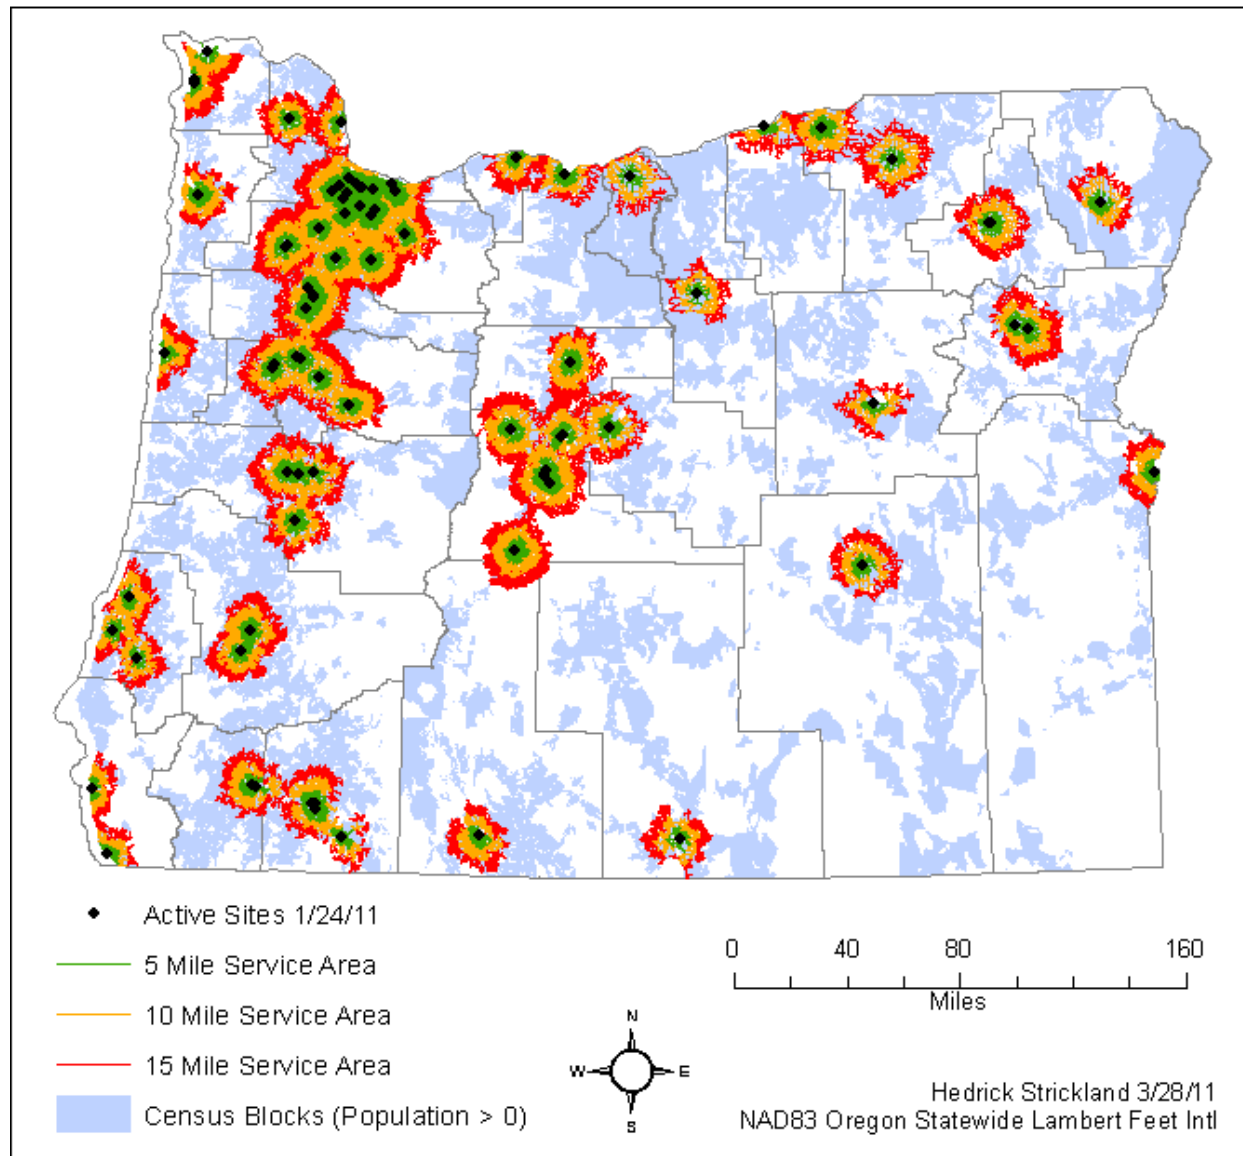 Active Sites 1/24/11
5 Mile Service Area
10 Mile Service Area
15 Mile Service Area
Census Blocks (Population > 0)
0 40 80 160
Miles
N
W E
S
Hedrick Strickland 3/28/11
NAD83 Oregon Statewide Lambert Feet Intl